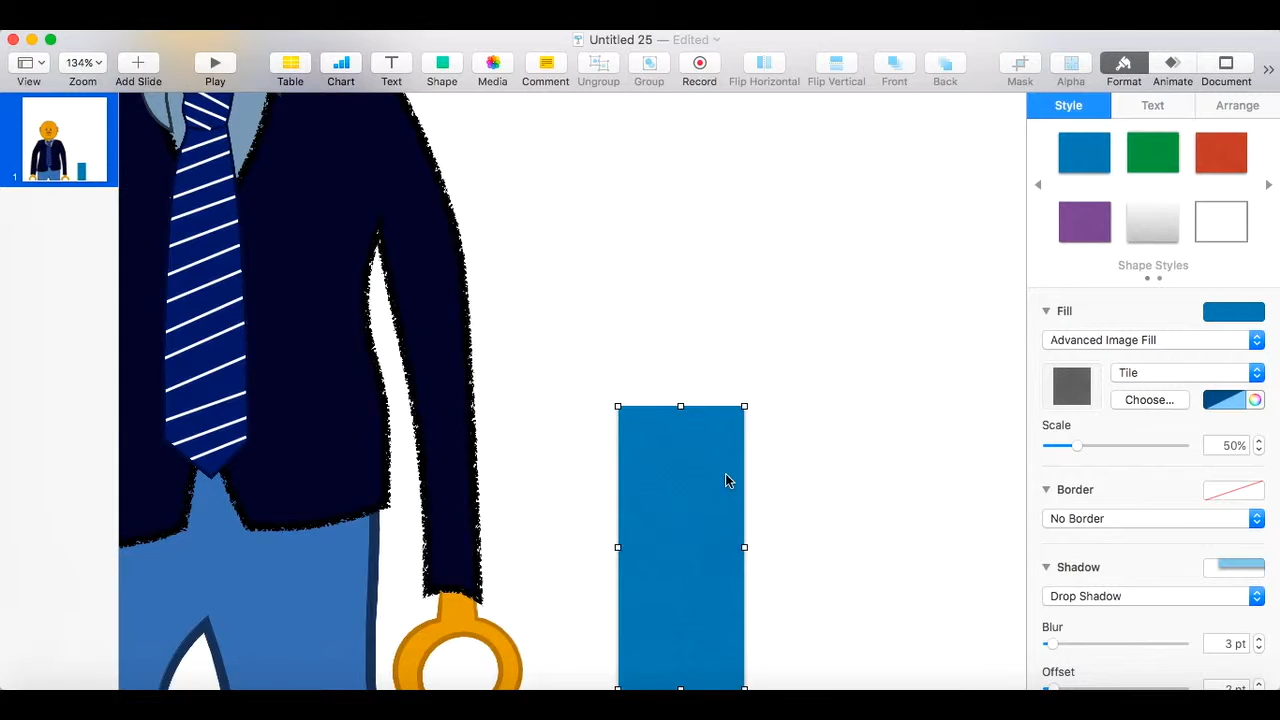 Untitled 25 — Edited
134%
View
Zoom
Add Slide
Play
Table
Chart
Text
Shape
Media
Comment
Ungroup
Group
Record
Flip Horizontal
Flip Vertical
Front
Back
Mask
Alpha
Format
Animate
Document
1
Style
Text
Arrange
Shape Styles
Fill
Advanced Image Fill
Tile
Choose...
Scale
50%
Border
No Border
Shadow
Drop Shadow
Blur
3 pt
Offset